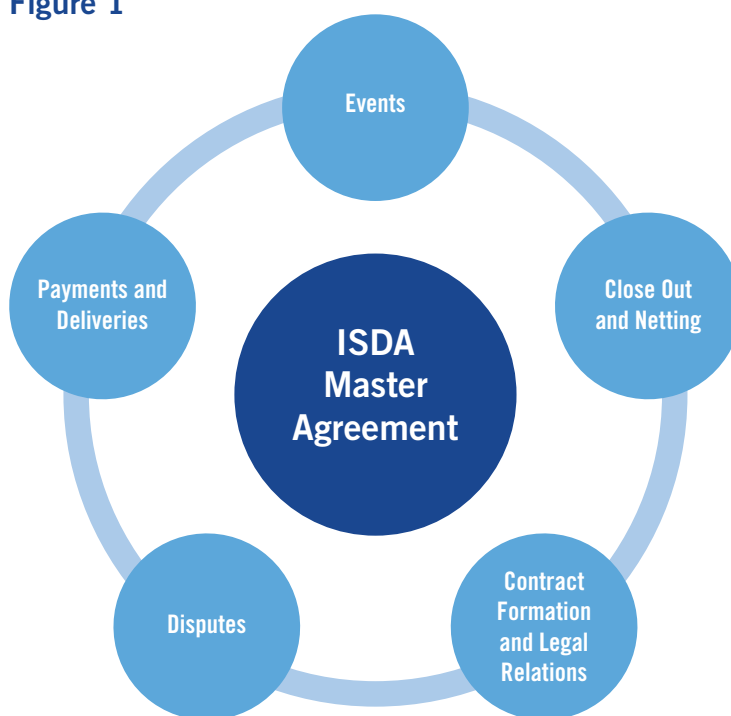 Figure 1
Events
Payments and
Deliveries
Close Out
and Netting
ISDA
Master
Agreement
Disputes
Contract
Formation
and Legal
Relations